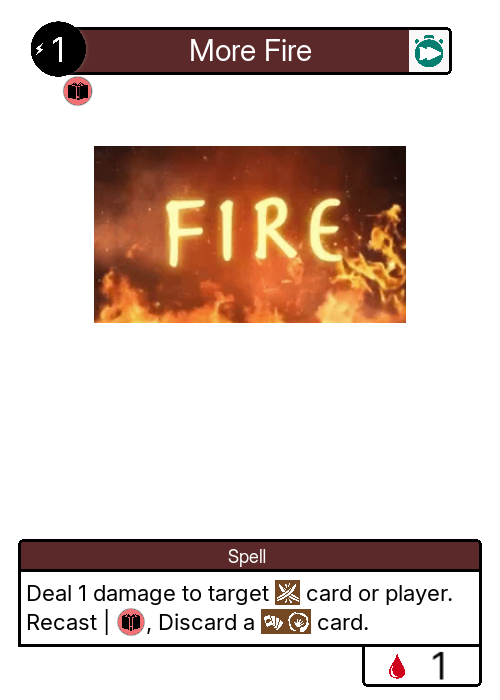 1
More Fire
FIRE
Spell
Deal 1 damage to target card or player.
Recast | , Discard a card.
1